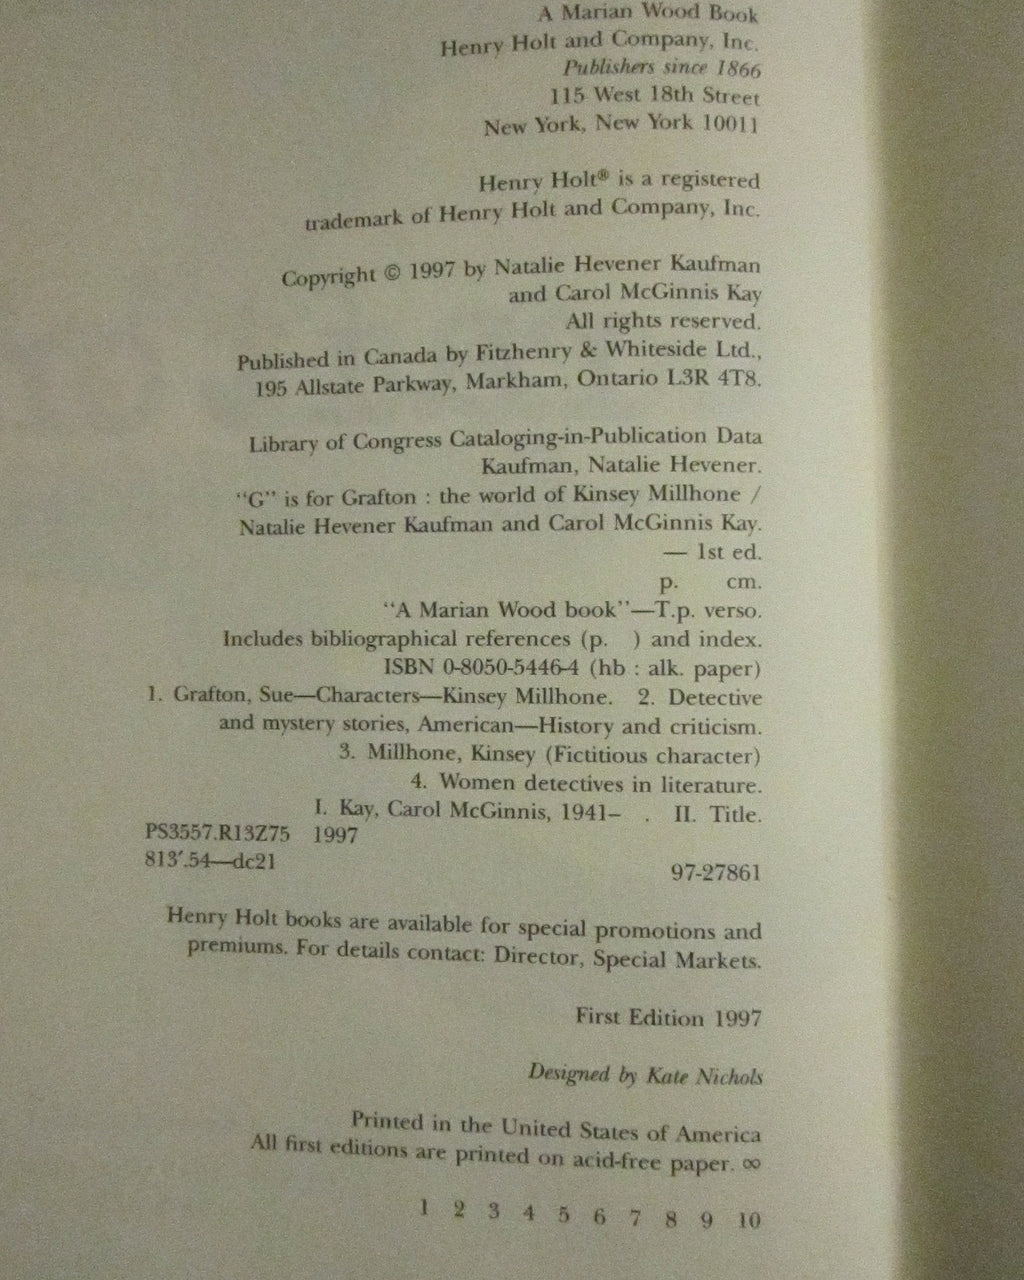 A Marian Wood Book
Henry Holt and Company, Inc.
Publishers since 1866
115 West 18th Street
New York, New York 10011
Henry Holt® is a registered
trademark of Henry Holt and Company, Inc.
Copyright © 1997 by Natalie Hevener Kaufman
and Carol McGinnis Kay
All rights reserved.
Published in Canada by Fitzhenry & Whiteside Ltd.,
195 Allstate Parkway, Markham, Ontario L3R 4T8.
Library of Congress Cataloging-in-Publication Data
Kaufman, Natalie Hevener.
“G” is for Grafton : the world of Kinsey Millhone /
Natalie Hevener Kaufman and Carol McGinnis Kay.
— 1st ed.
p. cm.
“A Marian Wood book”—T.p. verso.
Includes bibliographical references (p. ) and index.
ISBN 0-8050-5446-4 (hb : alk. paper)
1. Grafton, Sue—Characters—Kinsey Millhone. 2. Detective
and mystery stories, American—History and criticism.
3. Millhone, Kinsey (Fictitious character)
4. Women detectives in literature.
I. Kay, Carol McGinnis, 1941– . II. Title.
PS3557.R13Z75 1997
813′.54—dc21
97-27861
Henry Holt books are available for special promotions and
premiums. For details contact: Director, Special Markets.
First Edition 1997
Designed by Kate Nichols
Printed in the United States of America
All first editions are printed on acid-free paper. ∞
1 2 3 4 5 6 7 8 9 10